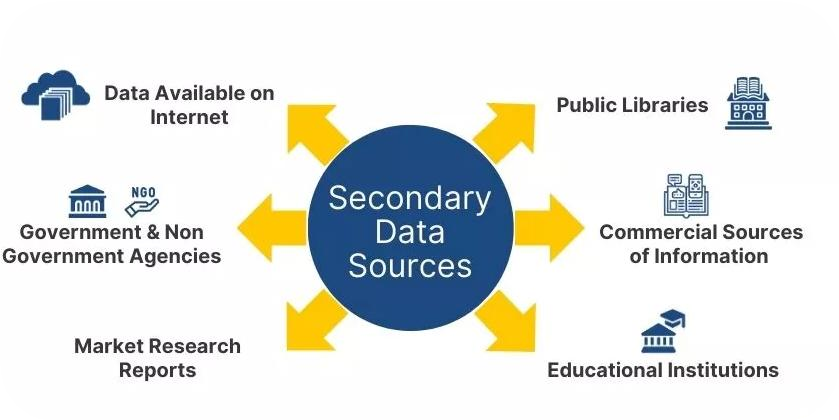 Data Available on
Internet
Public Libraries
NGO
Government & Non
Government Agencies
Secondary
Data
Sources
Commercial Sources
of Information
Market Research
Reports
Educational Institutions